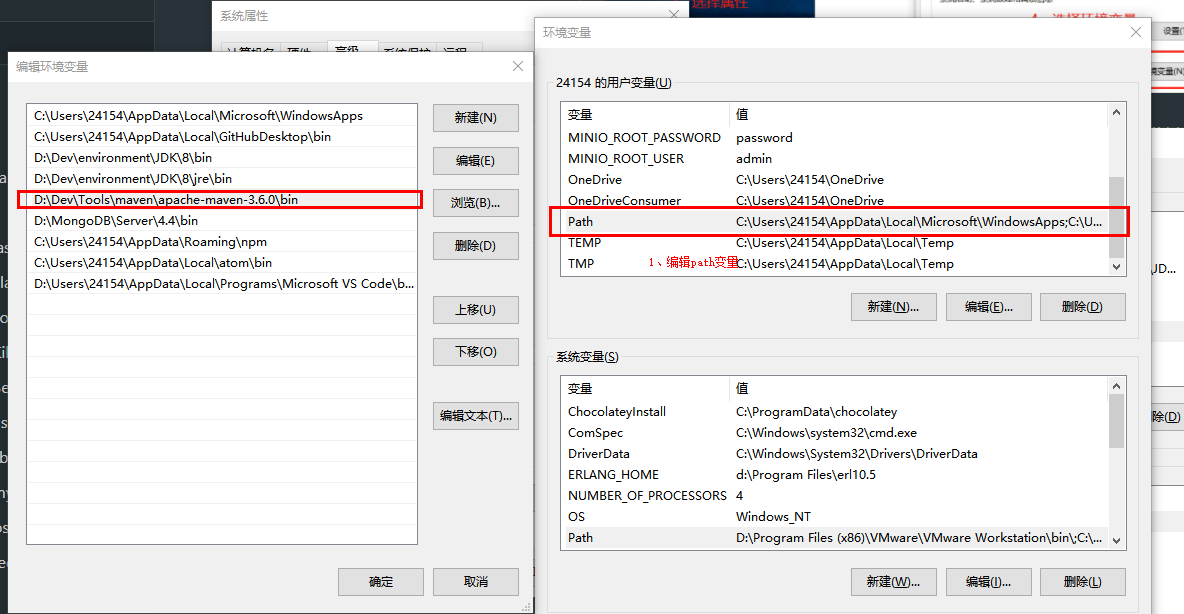 系统属性
选择属性
环境变量
编辑环境变量
C:\Users\24154\AppData\Local\Microsoft\WindowsApps
C:\Users\24154\AppData\Local\GitHubDesktop\bin
D:\Dev\environment\JDK\8\bin
D:\Dev\environment\JDK\8\jre\bin
D:\Dev\Tools\maven\apache-maven-3.6.0\bin
D:\MongoDB\Server\4.4\bin
C:\Users\24154\AppData\Roaming\npm
C:\Users\24154\AppData\Local\atom\bin
D:\Users\24154\AppData\Local\Programs\Microsoft VS Code\b...
新建(N)
编辑(E)
浏览(B)...
删除(D)
上移(U)
下移(O)
编辑文本(T)...
确定
取消
24154 的用户变量(U)
变量 值
MINIO_ROOT_PASSWORD password
MINIO_ROOT_USER admin
OneDrive C:\Users\24154\OneDrive
OneDriveConsumer C:\Users\24154\OneDrive
Path C:\Users\24154\AppData\Local\Microsoft\WindowsApps;C:\U...
TEMP C:\Users\24154\AppData\Local\Temp
TMP C:\Users\24154\AppData\Local\Temp
1、编辑path变量
新建(N)... 编辑(E)... 删除(D)
系统变量(S)
变量 值
ChocolateyInstall C:\ProgramData\chocolatey
ComSpec C:\Windows\system32\cmd.exe
DriverData C:\Windows\System32\Drivers\DriverData
ERLANG_HOME d:\Program Files\erl10.5
NUMBER_OF_PROCESSORS 4
OS Windows_NT
Path D:\Program Files (x86)\VMware\VMware Workstation\bin\;C:\...
新建(W)... 编辑(I)... 删除(L)